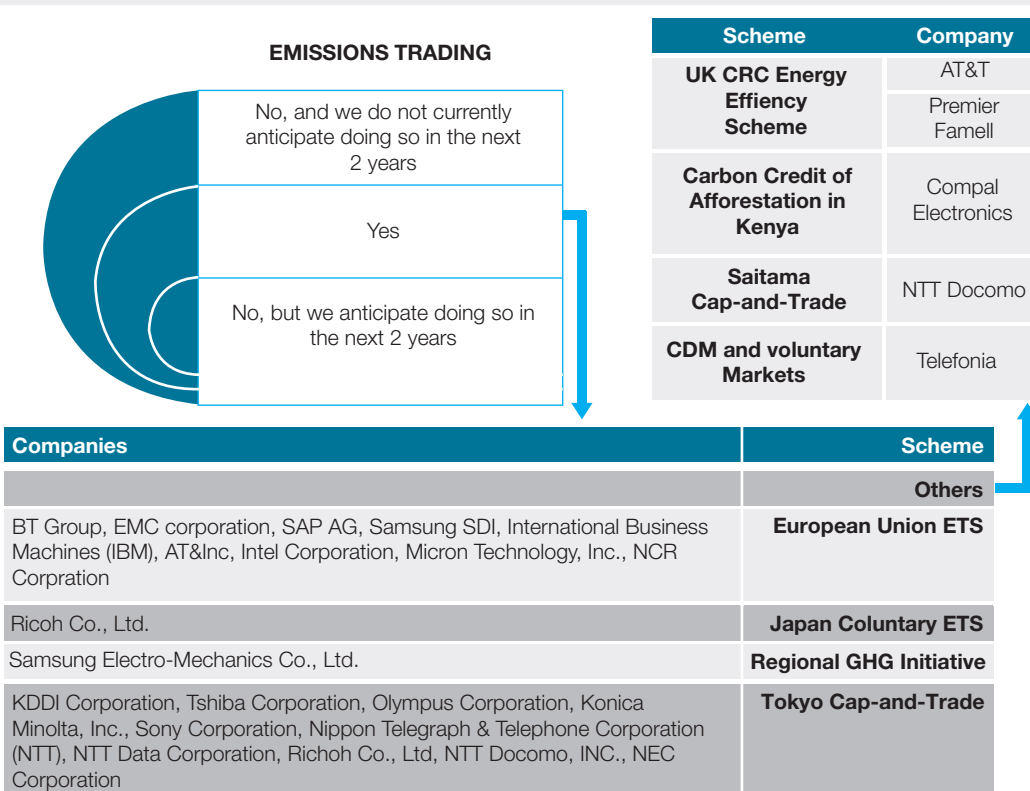 EMISSIONS TRADING
No, and we do not currently
anticipate doing so in the next
2 years
Yes
No, but we anticipate doing so in
the next 2 years
Scheme Company
UK CRC Energy
Effiency
Scheme
AT&T
Premier
Famell
Carbon Credit of
Afforestation in
Kenya
Compal
Electronics
Saitama
Cap-and-Trade
NTT Docomo
CDM and voluntary
Markets
Telefonia
Companies Scheme
Others
BT Group, EMC corporation, SAP AG, Samsung SDI, International Business
Machines (IBM), AT&Inc, Intel Corporation, Micron Technology, Inc., NCR
Corpration
European Union ETS
Ricoh Co., Ltd. Japan Coluntary ETS
Samsung Electro-Mechanics Co., Ltd. Regional GHG Initiative
KDDI Corporation, Tshiba Corporation, Olympus Corporation, Konica
Minolta, Inc., Sony Corporation, Nippon Telegraph & Telephone Corporation
(NTT), NTT Data Corporation, Richoh Co., Ltd, NTT Docomo, INC., NEC
Corporation
Tokyo Cap-and-Trade